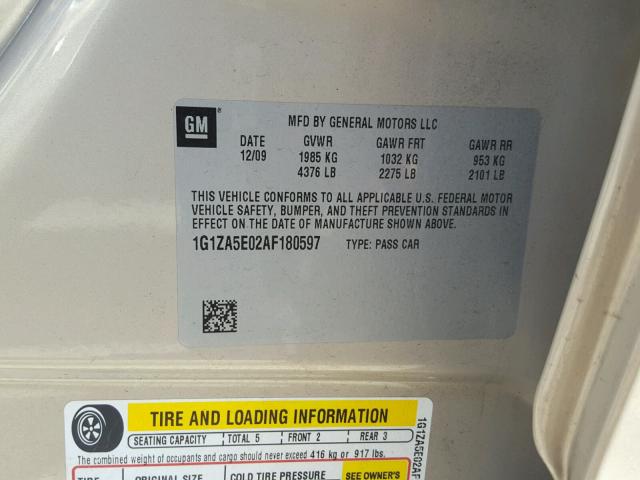 GM
MFD BY GENERAL MOTORS LLC
DATE GVWR GAWR FRT GAWR RR
12/09 1985 KG 1032 KG 953 KG
4376 LB 2275 LB 2101 LB
THIS VEHICLE CONFORMS TO ALL APPLICABLE U.S. FEDERAL MOTOR
VEHICLE SAFETY, BUMPER, AND THEFT PREVENTION STANDARDS
IN EFFECT ON THE DATE OF MANUFACTURE SHOWN ABOVE.
1G1ZA5E02AF180597 TYPE: PASS CAR
TIRE AND LOADING INFORMATION
SEATING CAPACITY TOTAL 5 FRONT 2 REAR 3
The combined weight of occupants and cargo should never exceed 416 kg or 917 lbs.
TIRE ORIGINAL SIZE COLD TIRE PRESSURE SEE OWNER'S
1G1ZA5E02AF